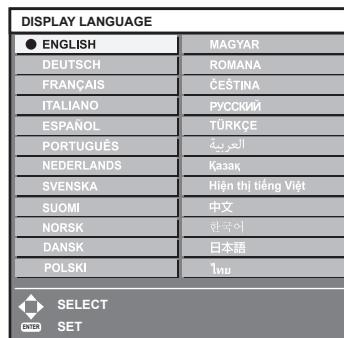 DISPLAY LANGUAGE
ENGLISH
DEUTSCH
FRANÇAIS
ITALIANO
ESPAÑOL
PORTUGUÊS
NEDERLANDS
SVENSKA
SUOMI
NORSK
DANSK
POLSKI
MAGYAR
ROMANA
ČEŠTINA
РУССКИЙ
TÜRKÇE
العربية
Қазақ
Hiện thị tiếng Việt
中文
한국어
日本語
ไทย
SELECT
ENTER SET